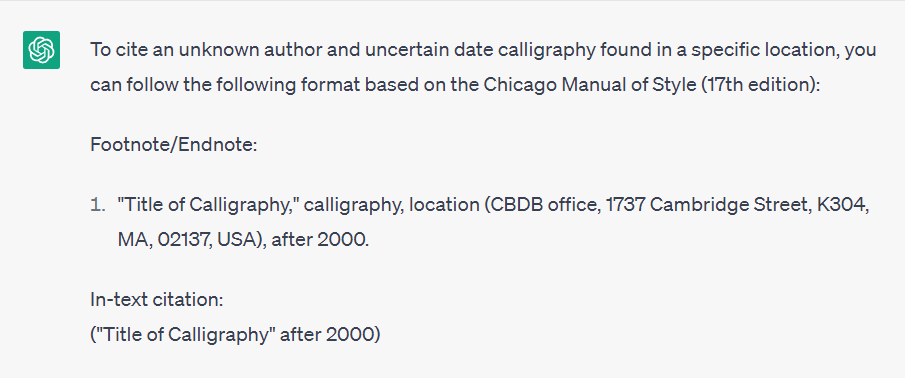 To cite an unknown author and uncertain date calligraphy found in a specific location, you
can follow the following format based on the Chicago Manual of Style (17th edition):
Footnote/Endnote:
1. "Title of Calligraphy," calligraphy, location (CBDB office, 1737 Cambridge Street, K304,
MA, 02137, USA), after 2000.
In-text citation:
("Title of Calligraphy" after 2000)